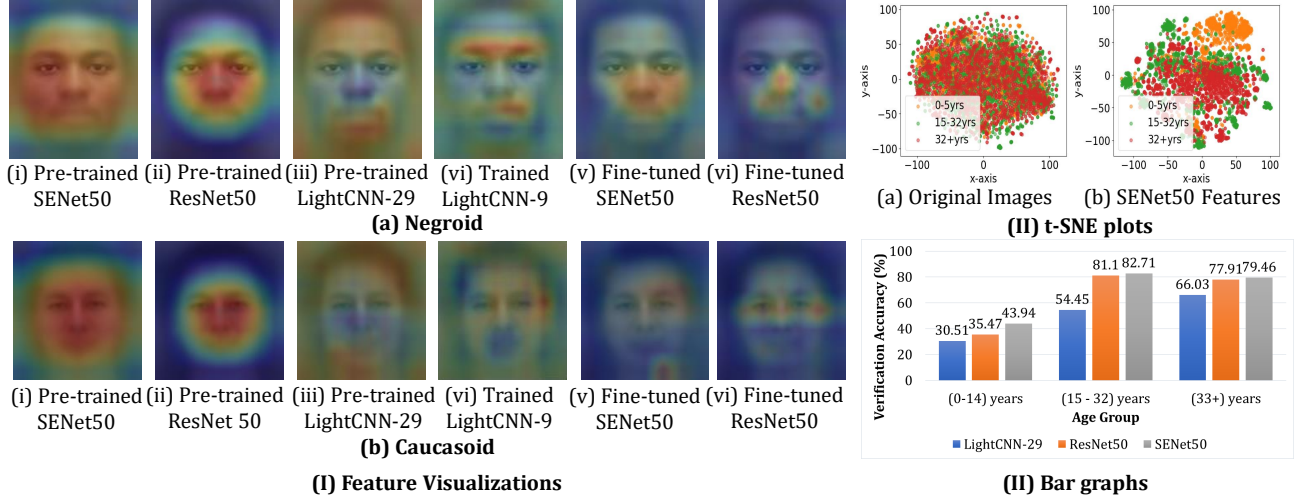 (i) Pre-trained SENet50
(ii) Pre-trained ResNet50
(iii) Pre-trained LightCNN-29
(vi) Trained LightCNN-9
(v) Fine-tuned SENet50
(vi) Fine-tuned ResNet50
(a) Negroid
(i) Pre-trained SENet50
(ii) Pre-trained ResNet 50
(iii) Pre-trained LightCNN-29
(vi) Trained LightCNN-9
(v) Fine-tuned SENet50
(vi) Fine-tuned ResNet50
(b) Caucasoid
(I) Feature Visualizations
y-axis
100
50
0
−50
−100
0-5yrs
15-32yrs
32+yrs
−100 0 100
x-axis
(a) Original Images
y-axis
100
50
0
−50
−100
0-5yrs
15-32yrs
32+yrs
−100 −50 0 50 100
x-axis
(b) SENet50 Features
(II) t-SNE plots
Verification Accuracy (%)
100
80
60
40
20
0
30.51 35.47 43.94
54.45 81.1 82.71
66.03 77.91 79.46
(0-14) years (15 - 32) years (33+) years
Age Group
LightCNN-29 ResNet50 SENet50
(II) Bar graphs